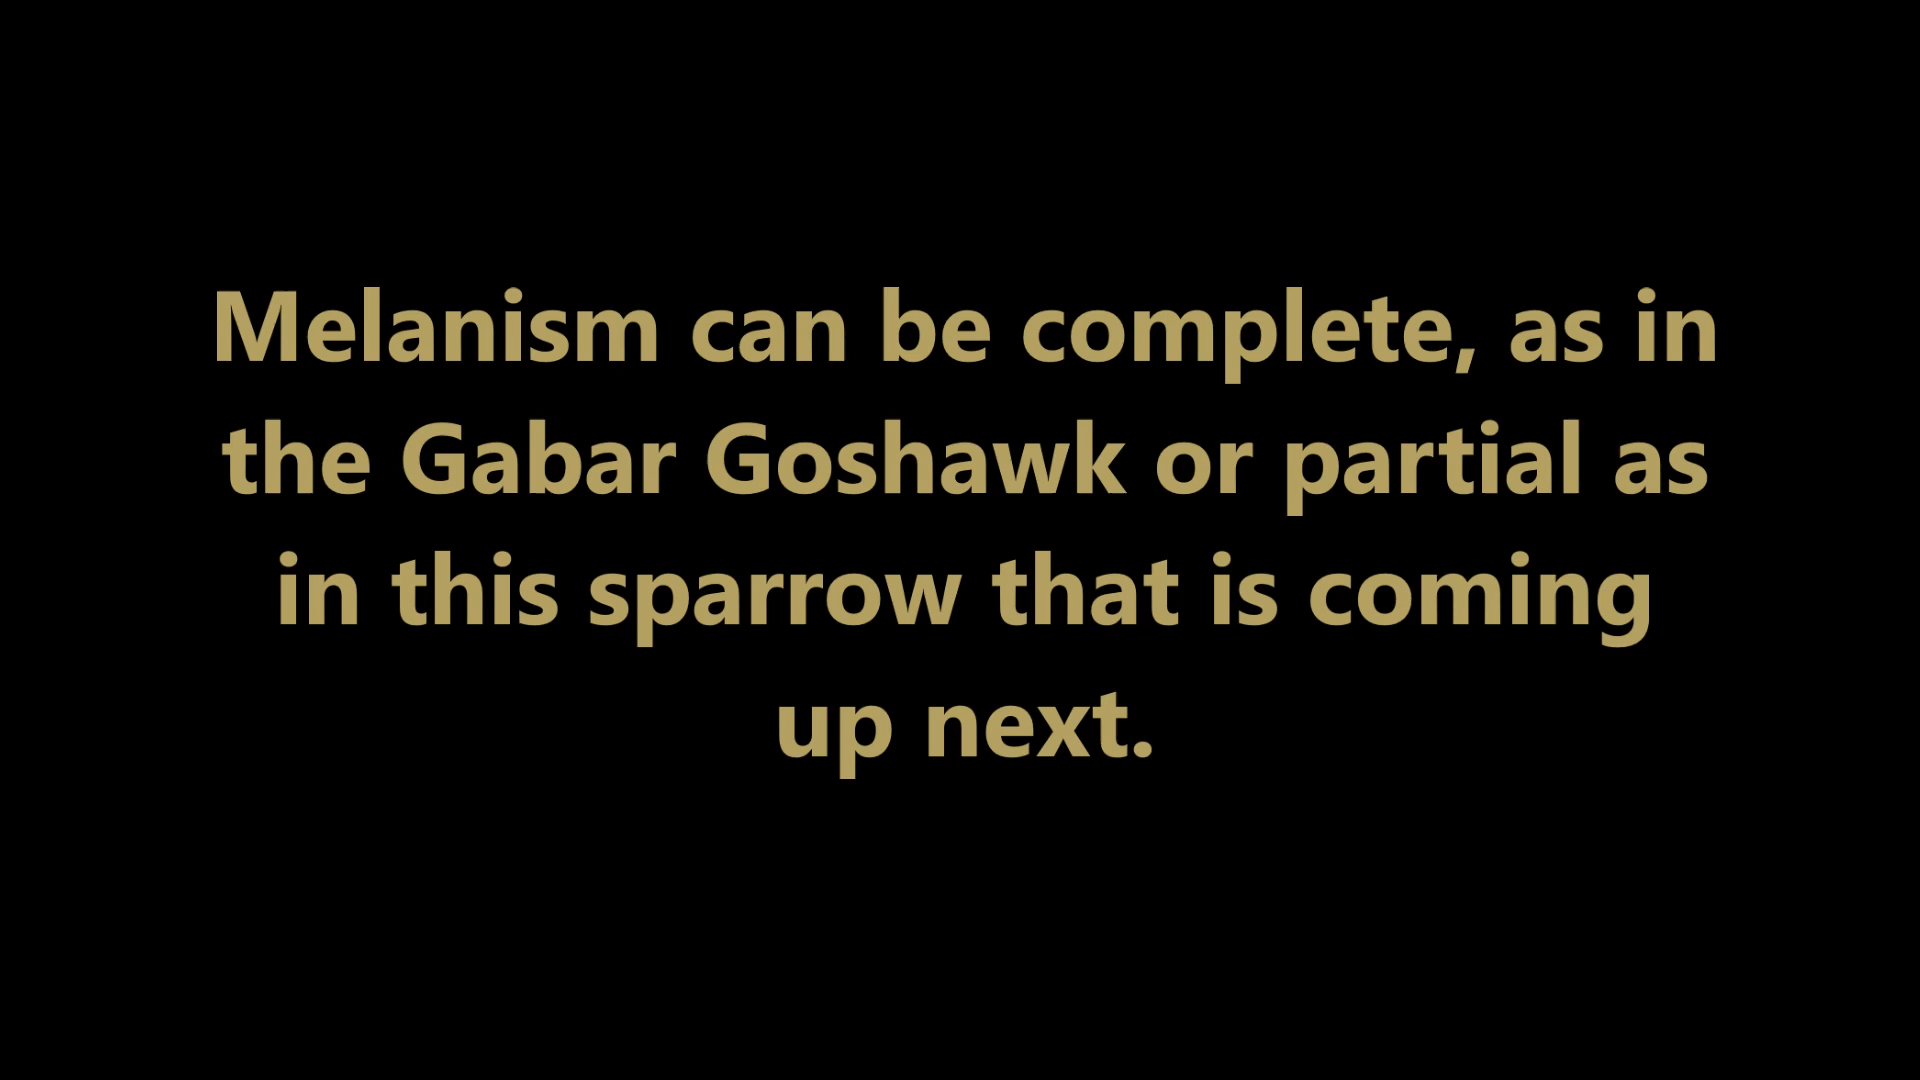 Melanism can be complete, as in
the Gabar Goshawk or partial as
in this sparrow that is coming
up next.